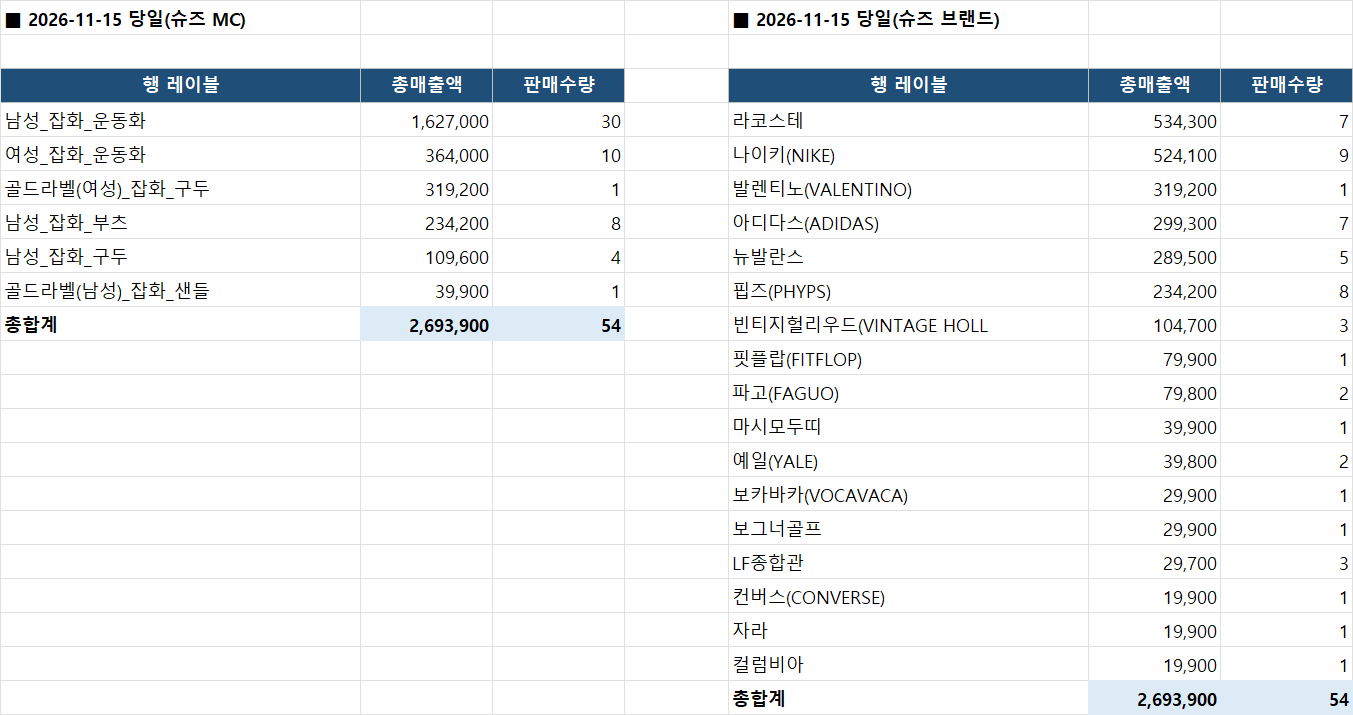 ■ 2026-11-15 당일(슈즈 MC)
행 레이블 총매출액 판매수량
남성_잡화_운동화 1,627,000 30
여성_잡화_운동화 364,000 10
골드라벨(여성)_잡화_구두 319,200 1
남성_잡화_부츠 234,200 8
남성_잡화_구두 109,600 4
골드라벨(남성)_잡화_샌들 39,900 1
총합계 2,693,900 54
■ 2026-11-15 당일(슈즈 브랜드)
행 레이블 총매출액 판매수량
라코스테 534,300 7
나이키(NIKE) 524,100 9
발렌티노(VALENTINO) 319,200 1
아디다스(ADIDAS) 299,300 7
뉴발란스 289,500 5
핍즈(PHYPS) 234,200 8
빈티지헐리우드(VINTAGE HOLL 104,700 3
핏플랍(FITFLOP) 79,900 1
파고(FAGUO) 79,800 2
마시모두띠 39,900 1
예일(YALE) 39,800 2
보카바카(VOCAVACA) 29,900 1
보그너골프 29,900 1
LF종합관 29,700 3
컨버스(CONVERSE) 19,900 1
자라 19,900 1
컬럼비아 19,900 1
총합계 2,693,900 54